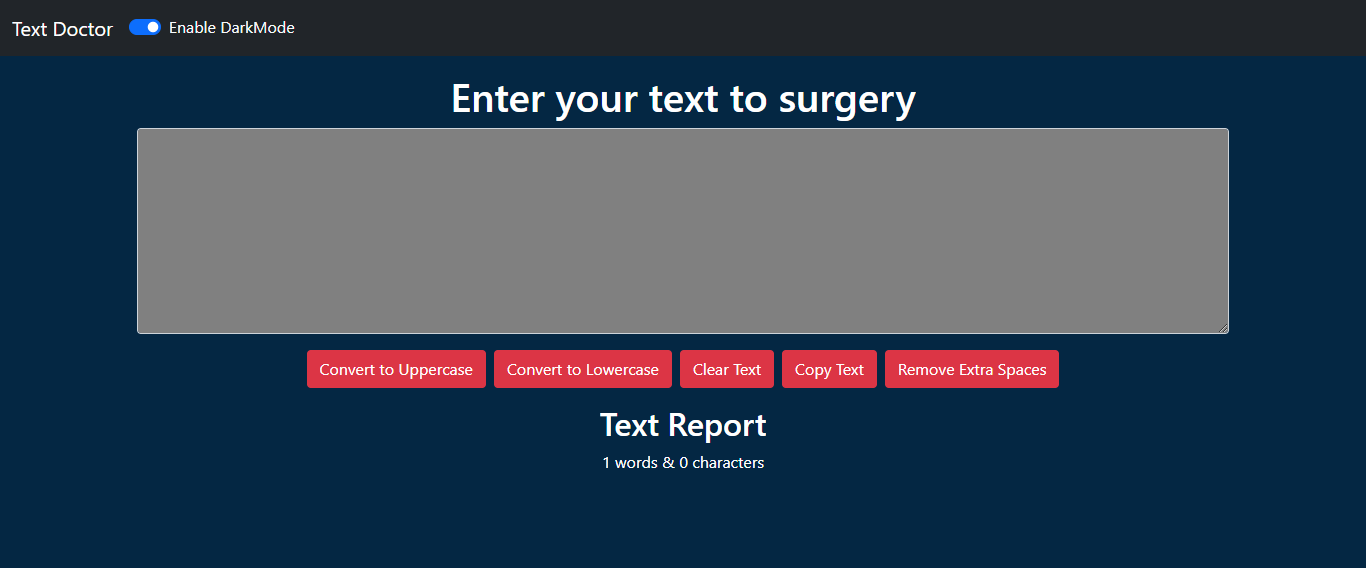 Text Doctor Enable DarkMode
Enter your text to surgery
Convert to Uppercase Convert to Lowercase Clear Text Copy Text Remove Extra Spaces
Text Report
1 words & 0 characters